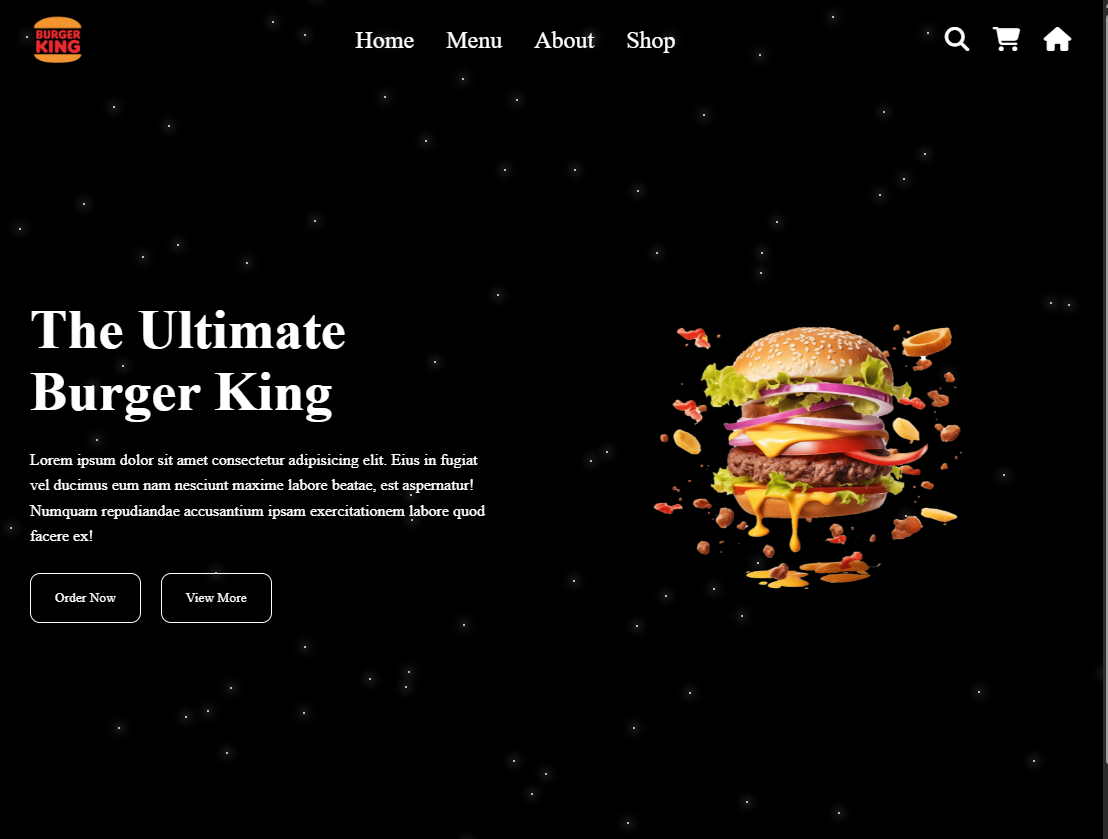 BURGER
KING
Home Menu About Shop
The Ultimate
Burger King
Lorem ipsum dolor sit amet consectetur adipisicing elit. Eius in fugiat
vel ducimus eum nam nesciunt maxime labore beatae, est aspernatur!
Numquam repudiandae accusantium ipsam exercitationem labore quod
facere ex!
Order Now View More